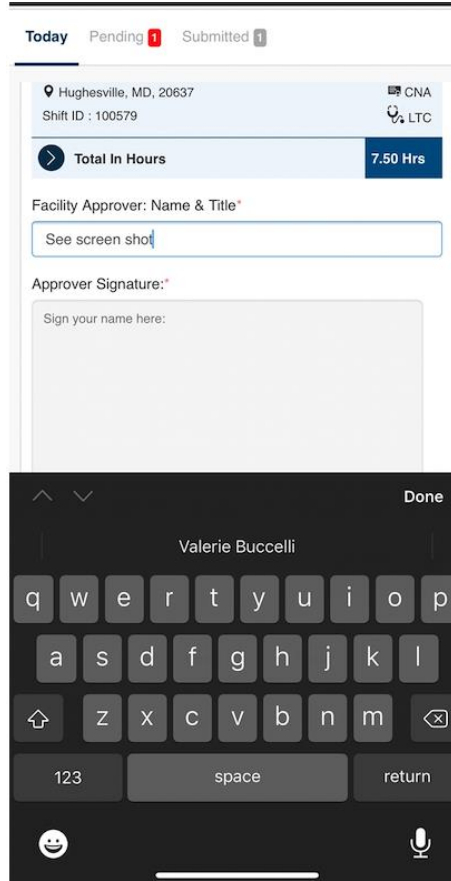 Today Pending 1 Submitted 1
Hughesville, MD, 20637 CNA
Shift ID : 100579 LTC
Total In Hours 7.50 Hrs
Facility Approver: Name & Title*
See screen shot
Approver Signature:*
Sign your name here:
Done
Valerie Buccelli
q w e r t y u i o p
a s d f g h j k l
z x c v b n m
123 space return